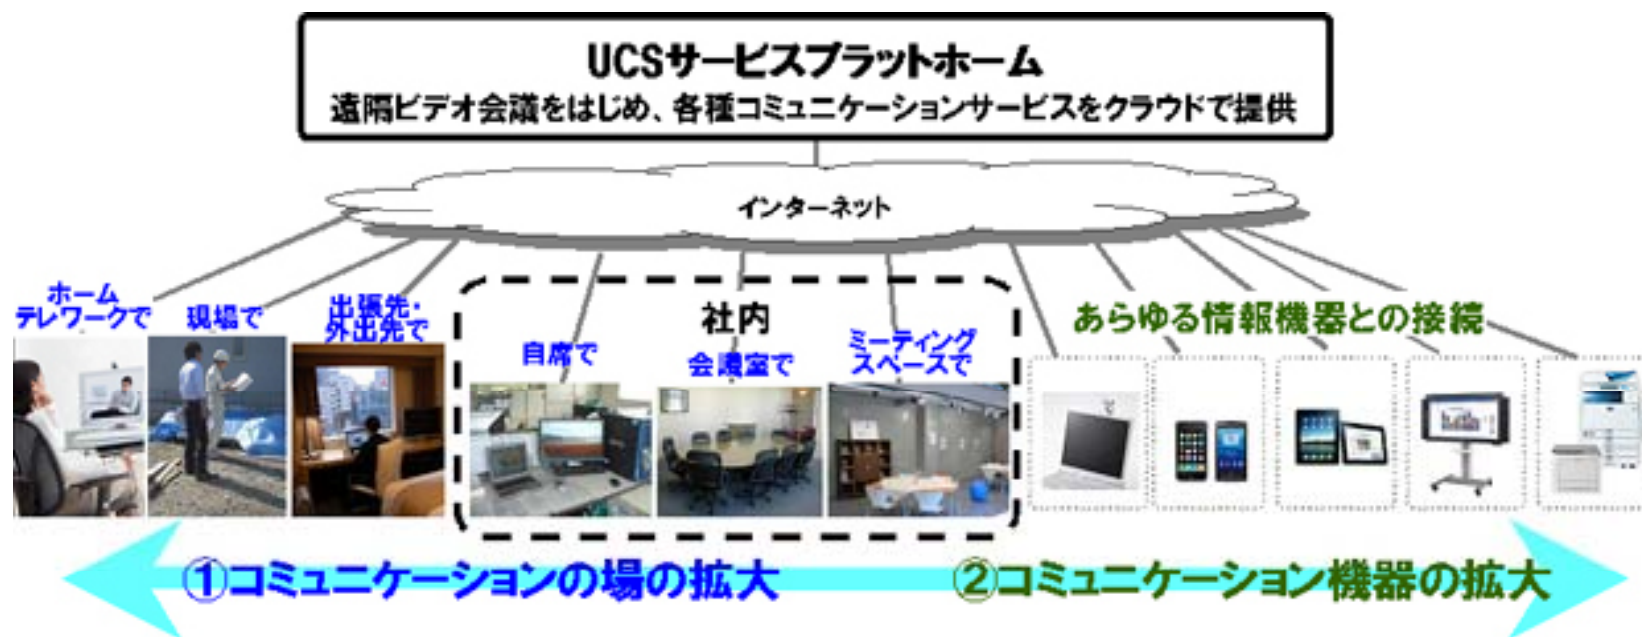 UCSサービスプラットホーム
遠隔ビデオ会議をはじめ、各種コミュニケーションサービスをクラウドで提供
インターネット
ホーム
テレワークで
現場で
出張先・
外出先で
社内
自席で
会議室で
ミーティング
スペースで
あらゆる情報機器との接続
①コミュニケーションの場の拡大
②コミュニケーション機器の拡大